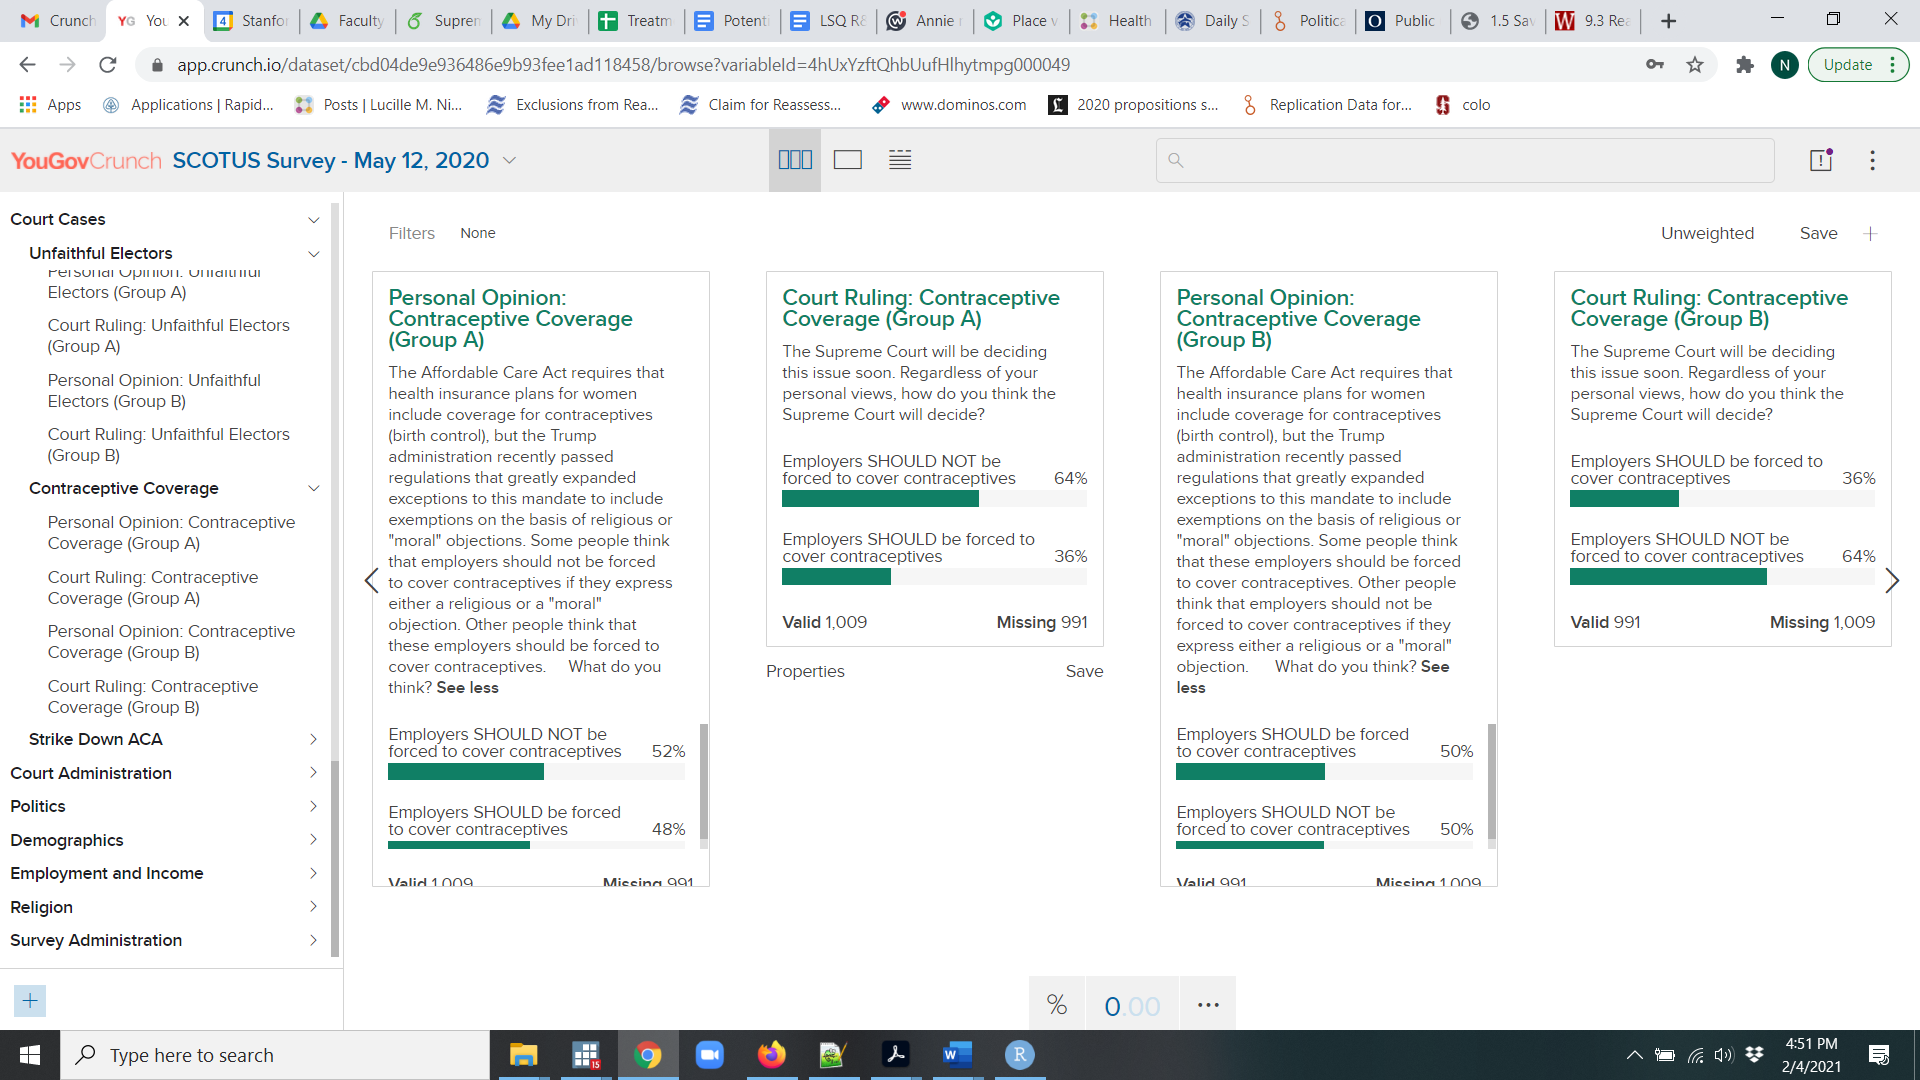 Crunch
YG
You
4
Stanfo
Faculty
Suprem
My Dri
Treatm
Potenti
LSQ R&
Annie
Place v
Health
Daily S
Politica
Public
1.5 Sav
9.3 Rea
app.crunch.io/dataset/cbd04de9e936486e9b93fee1ad118458/browse?variableId=4hUxYzftQhbUufHlhytmpg000049
N
Update
Apps
Applications | Rapid...
Posts | Lucille M. Ni...
Exclusions from Rea...
Claim for Reassess...
www.dominos.com
2020 propositions s...
Replication Data for...
colo
YouGovCrunch
SCOTUS Survey - May 12, 2020
Court Cases
Unfaithful Electors
Personal Opinion: Unfaithful
Electors (Group A)
Court Ruling: Unfaithful Electors
(Group A)
Personal Opinion: Unfaithful
Electors (Group B)
Court Ruling: Unfaithful Electors
(Group B)
Contraceptive Coverage
Personal Opinion: Contraceptive
Coverage (Group A)
Court Ruling: Contraceptive
Coverage (Group A)
Personal Opinion: Contraceptive
Coverage (Group B)
Court Ruling: Contraceptive
Coverage (Group B)
Strike Down ACA
Court Administration
Politics
Demographics
Employment and Income
Religion
Survey Administration
Filters None
Unweighted Save
Personal Opinion:
Contraceptive Coverage
(Group A)
The Affordable Care Act requires that
health insurance plans for women
include coverage for contraceptives
(birth control), but the Trump
administration recently passed
regulations that greatly expanded
exceptions to this mandate to include
exemptions on the basis of religious or
"moral" objections. Some people think
that employers should not be forced
to cover contraceptives if they express
either a religious or a "moral"
objection. Other people think that
these employers should be forced to
cover contraceptives. What do you
think? See less
Employers SHOULD NOT be
forced to cover contraceptives 52%
Employers SHOULD be forced
to cover contraceptives 48%
Valid 1,009 Missing 991
Court Ruling: Contraceptive
Coverage (Group A)
The Supreme Court will be deciding
this issue soon. Regardless of your
personal views, how do you think the
Supreme Court will decide?
Employers SHOULD NOT be
forced to cover contraceptives 64%
Employers SHOULD be forced to
cover contraceptives 36%
Valid 1,009 Missing 991
Properties Save
Personal Opinion:
Contraceptive Coverage
(Group B)
The Affordable Care Act requires that
health insurance plans for women
include coverage for contraceptives
(birth control), but the Trump
administration recently passed
regulations that greatly expanded
exceptions to this mandate to include
exemptions on the basis of religious or
"moral" objections. Some people think
that these employers should be forced
to cover contraceptives. Other people
think that employers should not be
forced to cover contraceptives if they
express either a religious or a "moral"
objection. What do you think? See
less
Employers SHOULD be forced
to cover contraceptives 50%
Employers SHOULD NOT be
forced to cover contraceptives 50%
Valid 991 Missing 1,009
Court Ruling: Contraceptive
Coverage (Group B)
The Supreme Court will be deciding
this issue soon. Regardless of your
personal views, how do you think the
Supreme Court will decide?
Employers SHOULD be forced to
cover contraceptives 36%
Employers SHOULD NOT be
forced to cover contraceptives 64%
Valid 991 Missing 1,009
% 0.00 ...
Type here to search
15
4:51 PM
2/4/2021